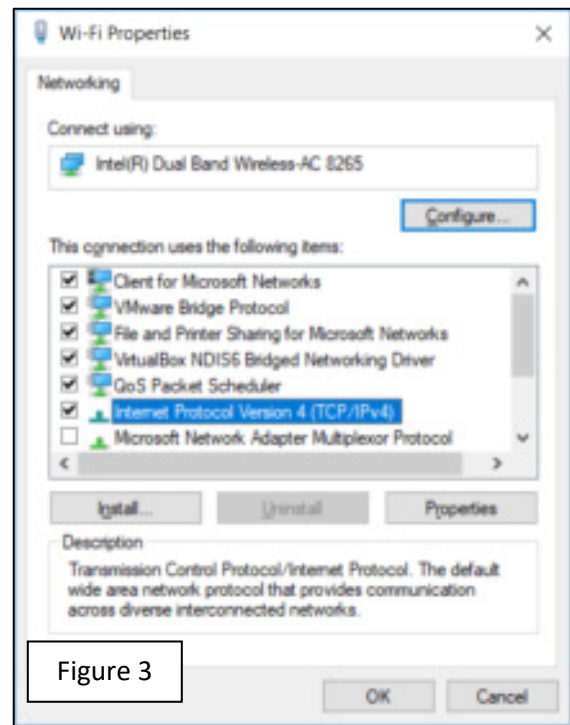 Wi-Fi Properties
Networking
Connect using:
Intel(R) Dual Band Wireless-AC 8265
Configure...
This connection uses the following items:
Client for Microsoft Networks
VMware Bridge Protocol
File and Printer Sharing for Microsoft Networks
VirtualBox NDIS6 Bridged Networking Driver
QoS Packet Scheduler
Internet Protocol Version 4 (TCP/IPv4)
Microsoft Network Adapter Multiplexor Protocol
Install...
Uninstall
Properties
Description
Transmission Control Protocol/Internet Protocol. The default
wide area network protocol that provides communication
across diverse interconnected networks.
Figure 3
OK
Cancel